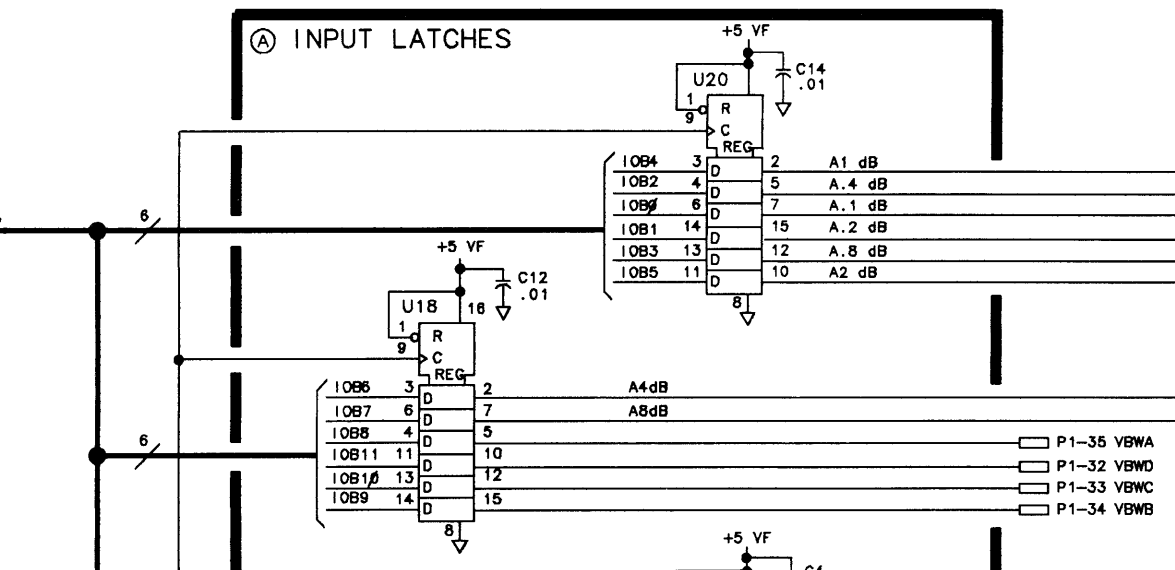 Ⓐ INPUT LATCHES
+5 VF
C14
.01
U20
1
9
R
C
REG
IOB4 3 D 2 A1 dB
IOB2 4 D 5 A.4 dB
IOB0 6 D 7 A.1 dB
IOB1 14 D 15 A.2 dB
IOB3 13 D 12 A.8 dB
IOB5 11 D 10 A2 dB
8
6
+5 VF
C12
.01
U18
16
1
9
R
C
REG
IOB6 3 D 2 A4dB
IOB7 6 D 7 A8dB
IOB8 4 D 5 P1-35 VBWA
IOB11 11 D 10 P1-32 VBWD
IOB10 13 D 12 P1-33 VBWC
IOB9 14 D 15 P1-34 VBWB
8
6
+5 VF